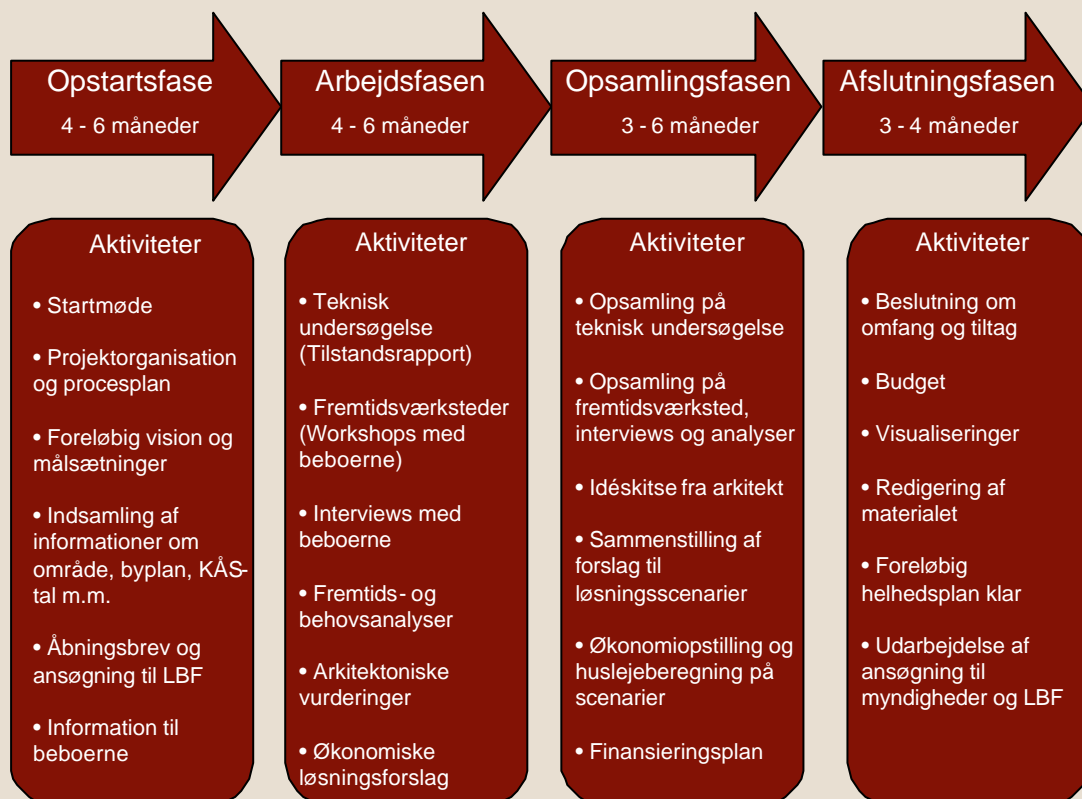 Opstartsfase
4 - 6 måneder
Arbejdsfasen
4 - 6 måneder
Opsamlingsfasen
3 - 6 måneder
Afslutningsfasen
3 - 4 måneder
Aktiviteter
• Startmøde
• Projektorganisation
og procesplan
• Foreløbig vision og
målsætninger
• Indsamling af
informationer om
område, byplan, KÅS-
tal m.m.
• Åbningsbrev og
ansøgning til LBF
• Information til
beboerne
Aktiviteter
• Teknisk
undersøgelse
(Tilstandsrapport)
• Fremtidsværksteder
(Workshops med
beboerne)
• Interviews med
beboerne
• Fremtids- og
behovsanalyser
• Arkitektoniske
vurderinger
• Økonomiske
løsningsforslag
Aktiviteter
• Opsamling på
teknisk undersøgelse
• Opsamling på
fremtidsværksted,
interviews og analyser
• Idéskitse fra arkitekt
• Sammenstilling af
forslag til
løsningsscenarier
• Økonomiopstilling og
huslejeberegning på
scenarier
• Finansieringsplan
Aktiviteter
• Beslutning om
omfang og tiltag
• Budget
• Visualiseringer
• Redigering af
materialet
• Foreløbig
helhedsplan klar
• Udarbejdelse af
ansøgning til
myndigheder og LBF